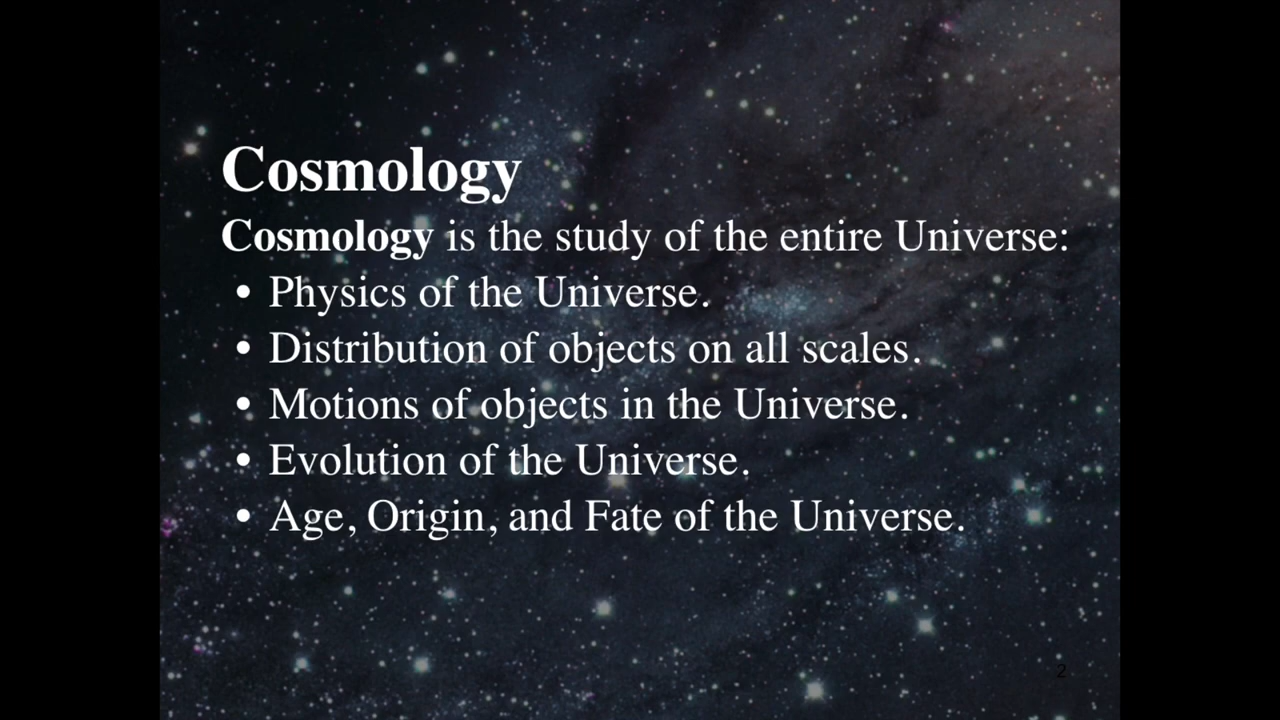 Cosmology
Cosmology is the study of the entire Universe:
• Physics of the Universe.
• Distribution of objects on all scales.
• Motions of objects in the Universe.
• Evolution of the Universe.
• Age, Origin, and Fate of the Universe.
2